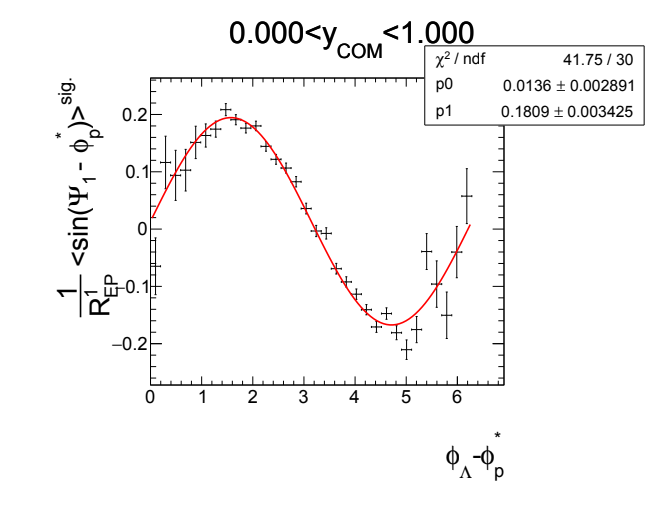 0.000<y_COM<1.000
χ² / ndf 41.75 / 30
p0 0.0136 ± 0.002891
p1 0.1809 ± 0.003425
1/R¹_EP <sin(Ψ₁ - φ*_p)>^sig.
0.2
0.1
0
−0.1
−0.2
0 1 2 3 4 5 6
ϕ_Λ-ϕ*_p